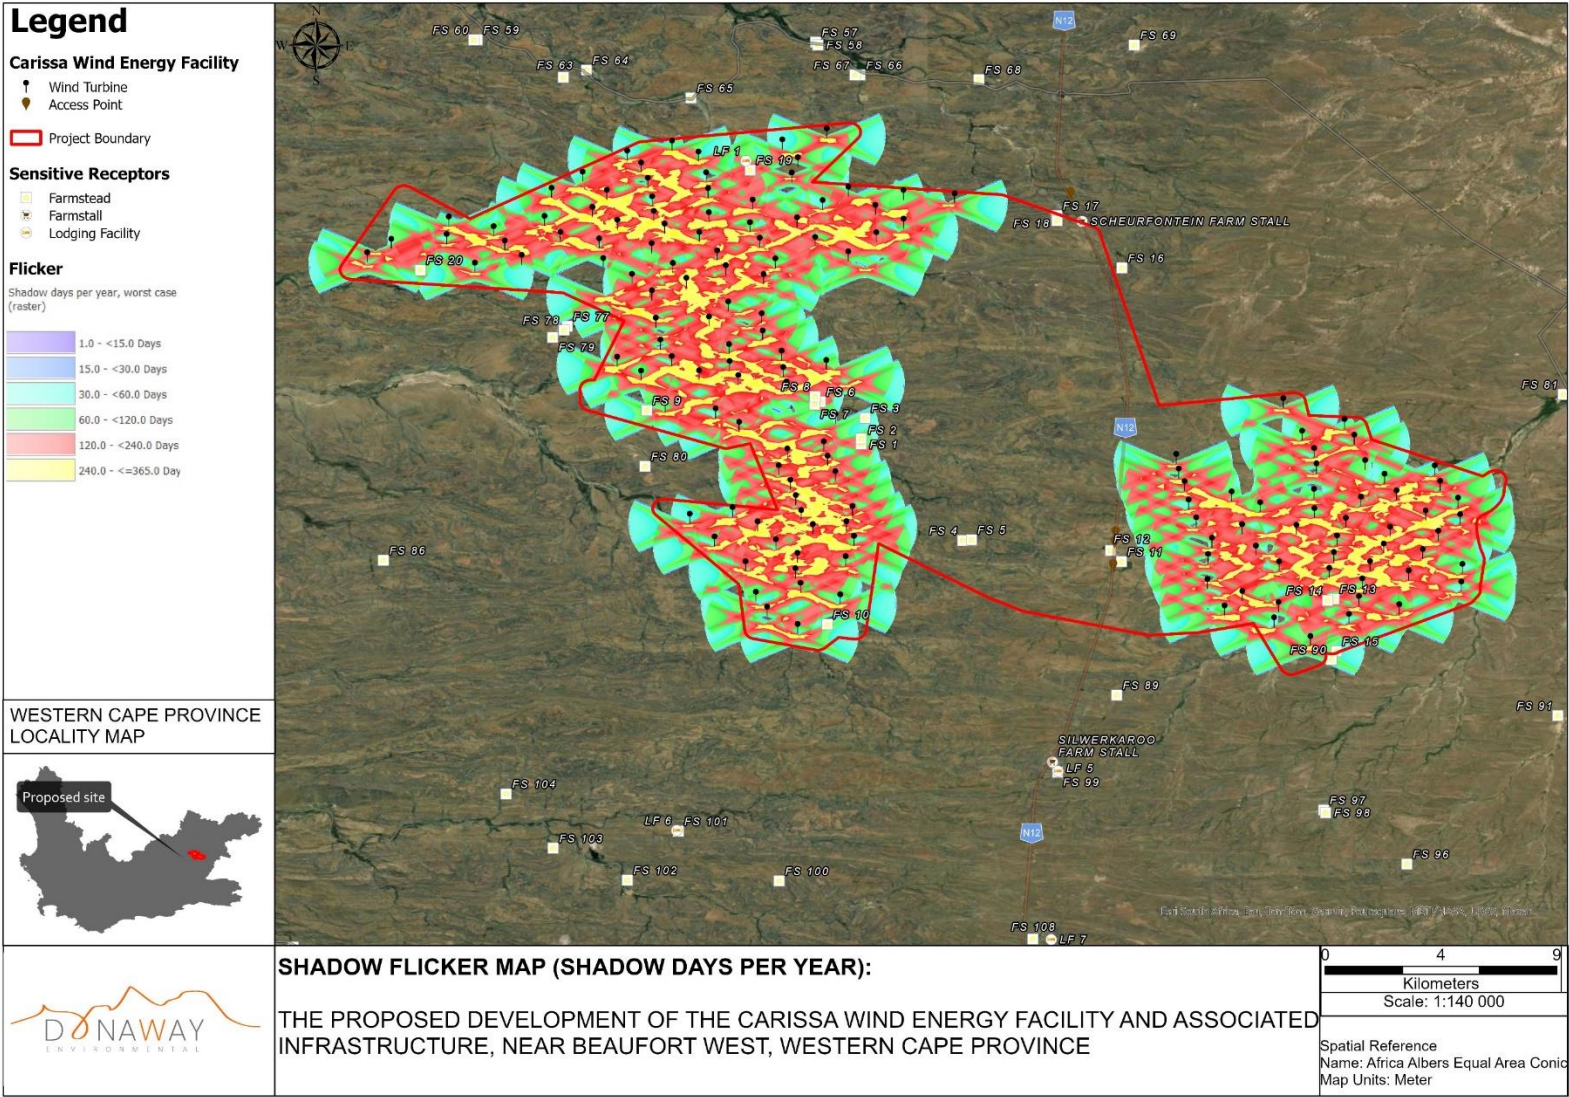 Legend
Carissa Wind Energy Facility
Wind Turbine
Access Point
Project Boundary
Sensitive Receptors
Farmstead
Farmstall
Lodging Facility
Flicker
Shadow days per year, worst case
(raster)
1.0 - <15.0 Days
15.0 - <30.0 Days
30.0 - <60.0 Days
60.0 - <120.0 Days
120.0 - <240.0 Days
240.0 - <=365.0 Day
WESTERN CAPE PROVINCE
LOCALITY MAP
Proposed site
N
W
E
S
FS 60
FS 59
FS 57
FS 58
N12
FS 69
FS 63
FS 64
FS 67
FS 66
FS 68
FS 65
LF 1
FS 19
FS 17
FS 18
SCHEURFONTEIN FARM STALL
FS 20
FS 16
FS 78
FS 77
FS 79
FS 8
FS 6
FS 81
FS 9
FS 7
FS 3
FS 2
N12
FS 1
FS 80
FS 4
FS 5
FS 12
FS 86
FS 11
FS 14
FS 13
FS 10
FS 15
FS 90
FS 89
FS 91
SILWERKAROO
FARM STALL
LF 5
FS 99
FS 104
FS 97
FS 98
LF 6
FS 101
N12
FS 103
FS 96
FS 102
FS 100
FS 108
LF 7
DONAWAY
ENVIRONMENTAL
SHADOW FLICKER MAP (SHADOW DAYS PER YEAR):
THE PROPOSED DEVELOPMENT OF THE CARISSA WIND ENERGY FACILITY AND ASSOCIATED
INFRASTRUCTURE, NEAR BEAUFORT WEST, WESTERN CAPE PROVINCE
0 4 9
Kilometers
Scale: 1:140 000
Spatial Reference
Name: Africa Albers Equal Area Conic
Map Units: Meter